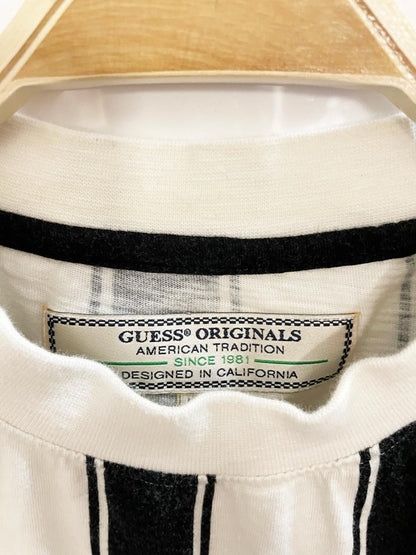 GUESS® ORIGINALS
AMERICAN TRADITION
SINCE 1981
DESIGNED IN CALIFORNIA